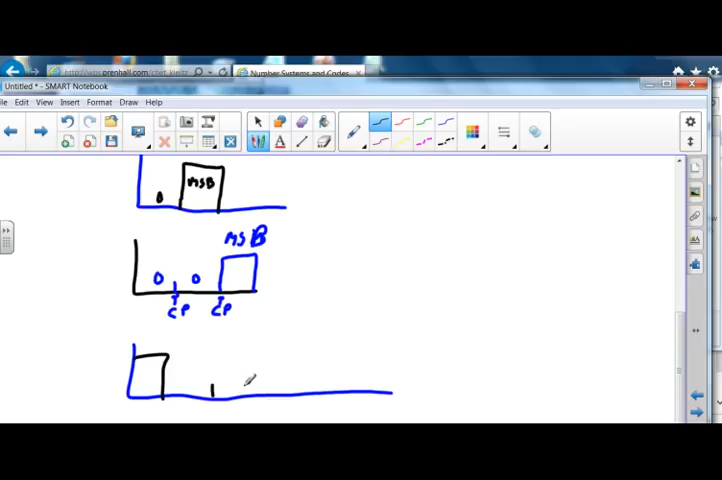 Number Systems and Codes
Untitled * - SMART Notebook
File Edit View Insert Format Draw Help
0 MSB
MSB
0 0
CP CP